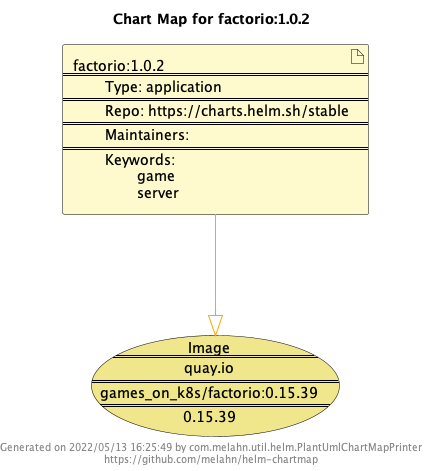 Chart Map for factorio:1.0.2
factorio:1.0.2
Type: application
Repo: https://charts.helm.sh/stable
Maintainers:
Keywords:
game
server
Image
quay.io
games_on_k8s/factorio:0.15.39
0.15.39
Generated on 2022/05/13 16:25:49 by com.melahn.util.helm.PlantUmlChartMapPrinter
https://github.com/melahn/helm-chartmap